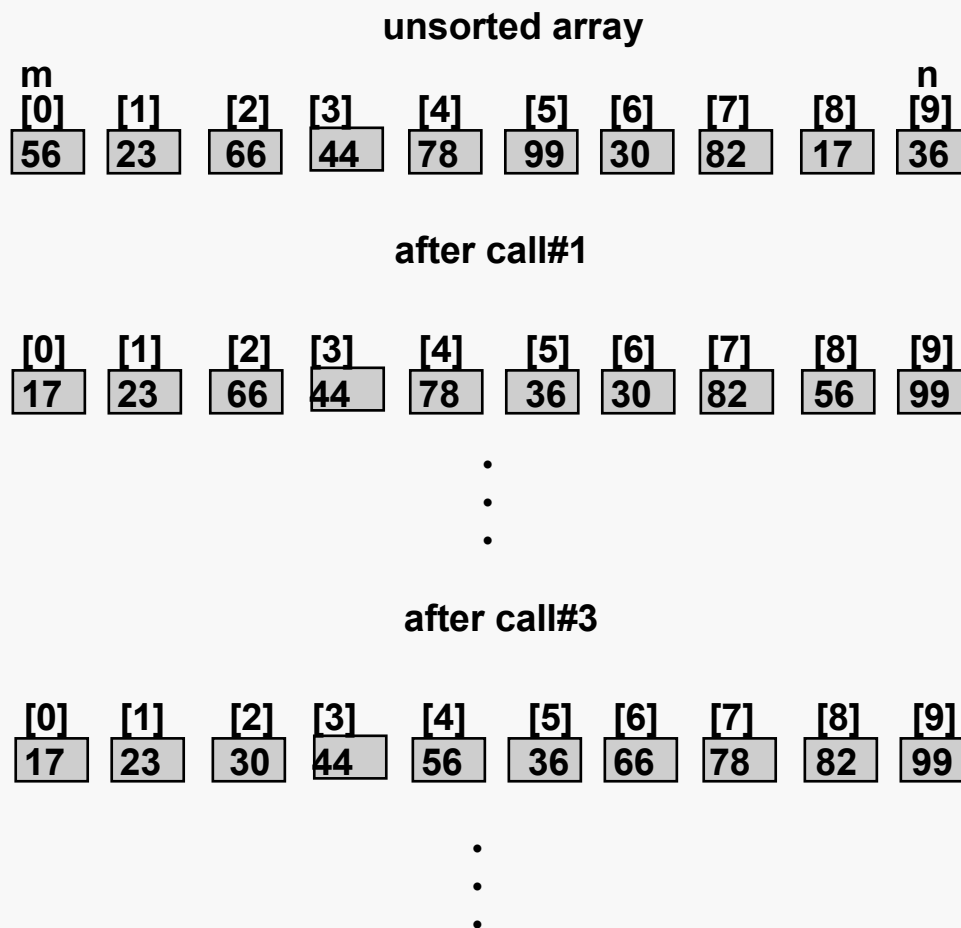 unsorted array
m n
[0] [1] [2] [3] [4] [5] [6] [7] [8] [9]
56 23 66 44 78 99 30 82 17 36
after call#1
[0] [1] [2] [3] [4] [5] [6] [7] [8] [9]
17 23 66 44 78 36 30 82 56 99
.
.
.
after call#3
[0] [1] [2] [3] [4] [5] [6] [7] [8] [9]
17 23 30 44 56 36 66 78 82 99
.
.
.